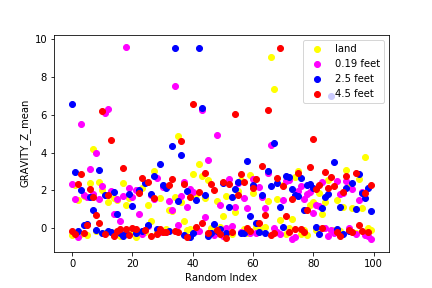 10
8
6
4
2
0
GRAVITY_Z_mean
land
0.19 feet
2.5 feet
4.5 feet
0 20 40 60 80 100
Random Index